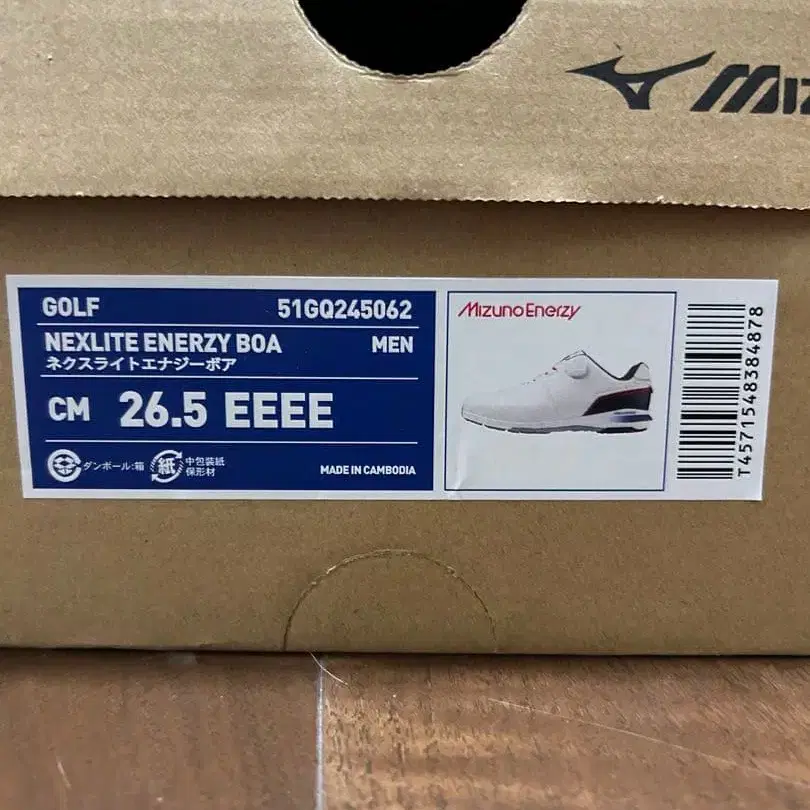 MIZ
GOLF 51GQ245062
NEXLITE ENERZY BOA MEN
ネクスライトエナジーボア
CM 26.5 EEEE
ダンボール:箱
紙 中包装紙
保形材
MADE IN CAMBODIA
MizunoEnerzy
T4571548384878